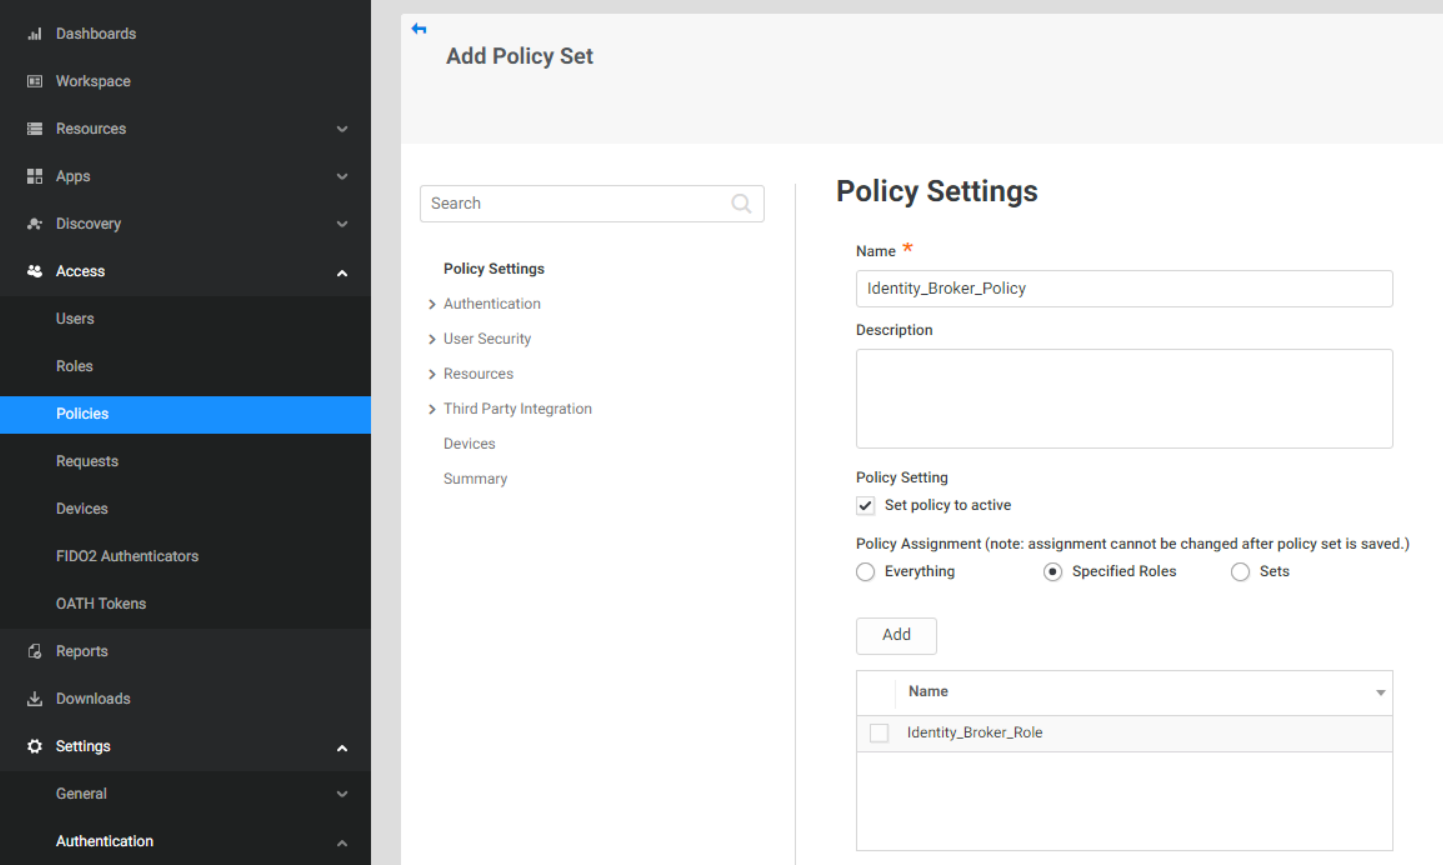 Dashboards
Workspace
Resources
Apps
Discovery
Access
Users
Roles
Policies
Requests
Devices
FIDO2 Authenticators
OATH Tokens
Reports
Downloads
Settings
General
Authentication
Add Policy Set
Search
Policy Settings
Authentication
User Security
Resources
Third Party Integration
Devices
Summary
Policy Settings
Name *
Identity_Broker_Policy
Description
Policy Setting
Set policy to active
Policy Assignment (note: assignment cannot be changed after policy set is saved.)
Everything Specified Roles Sets
Add
Name
Identity_Broker_Role